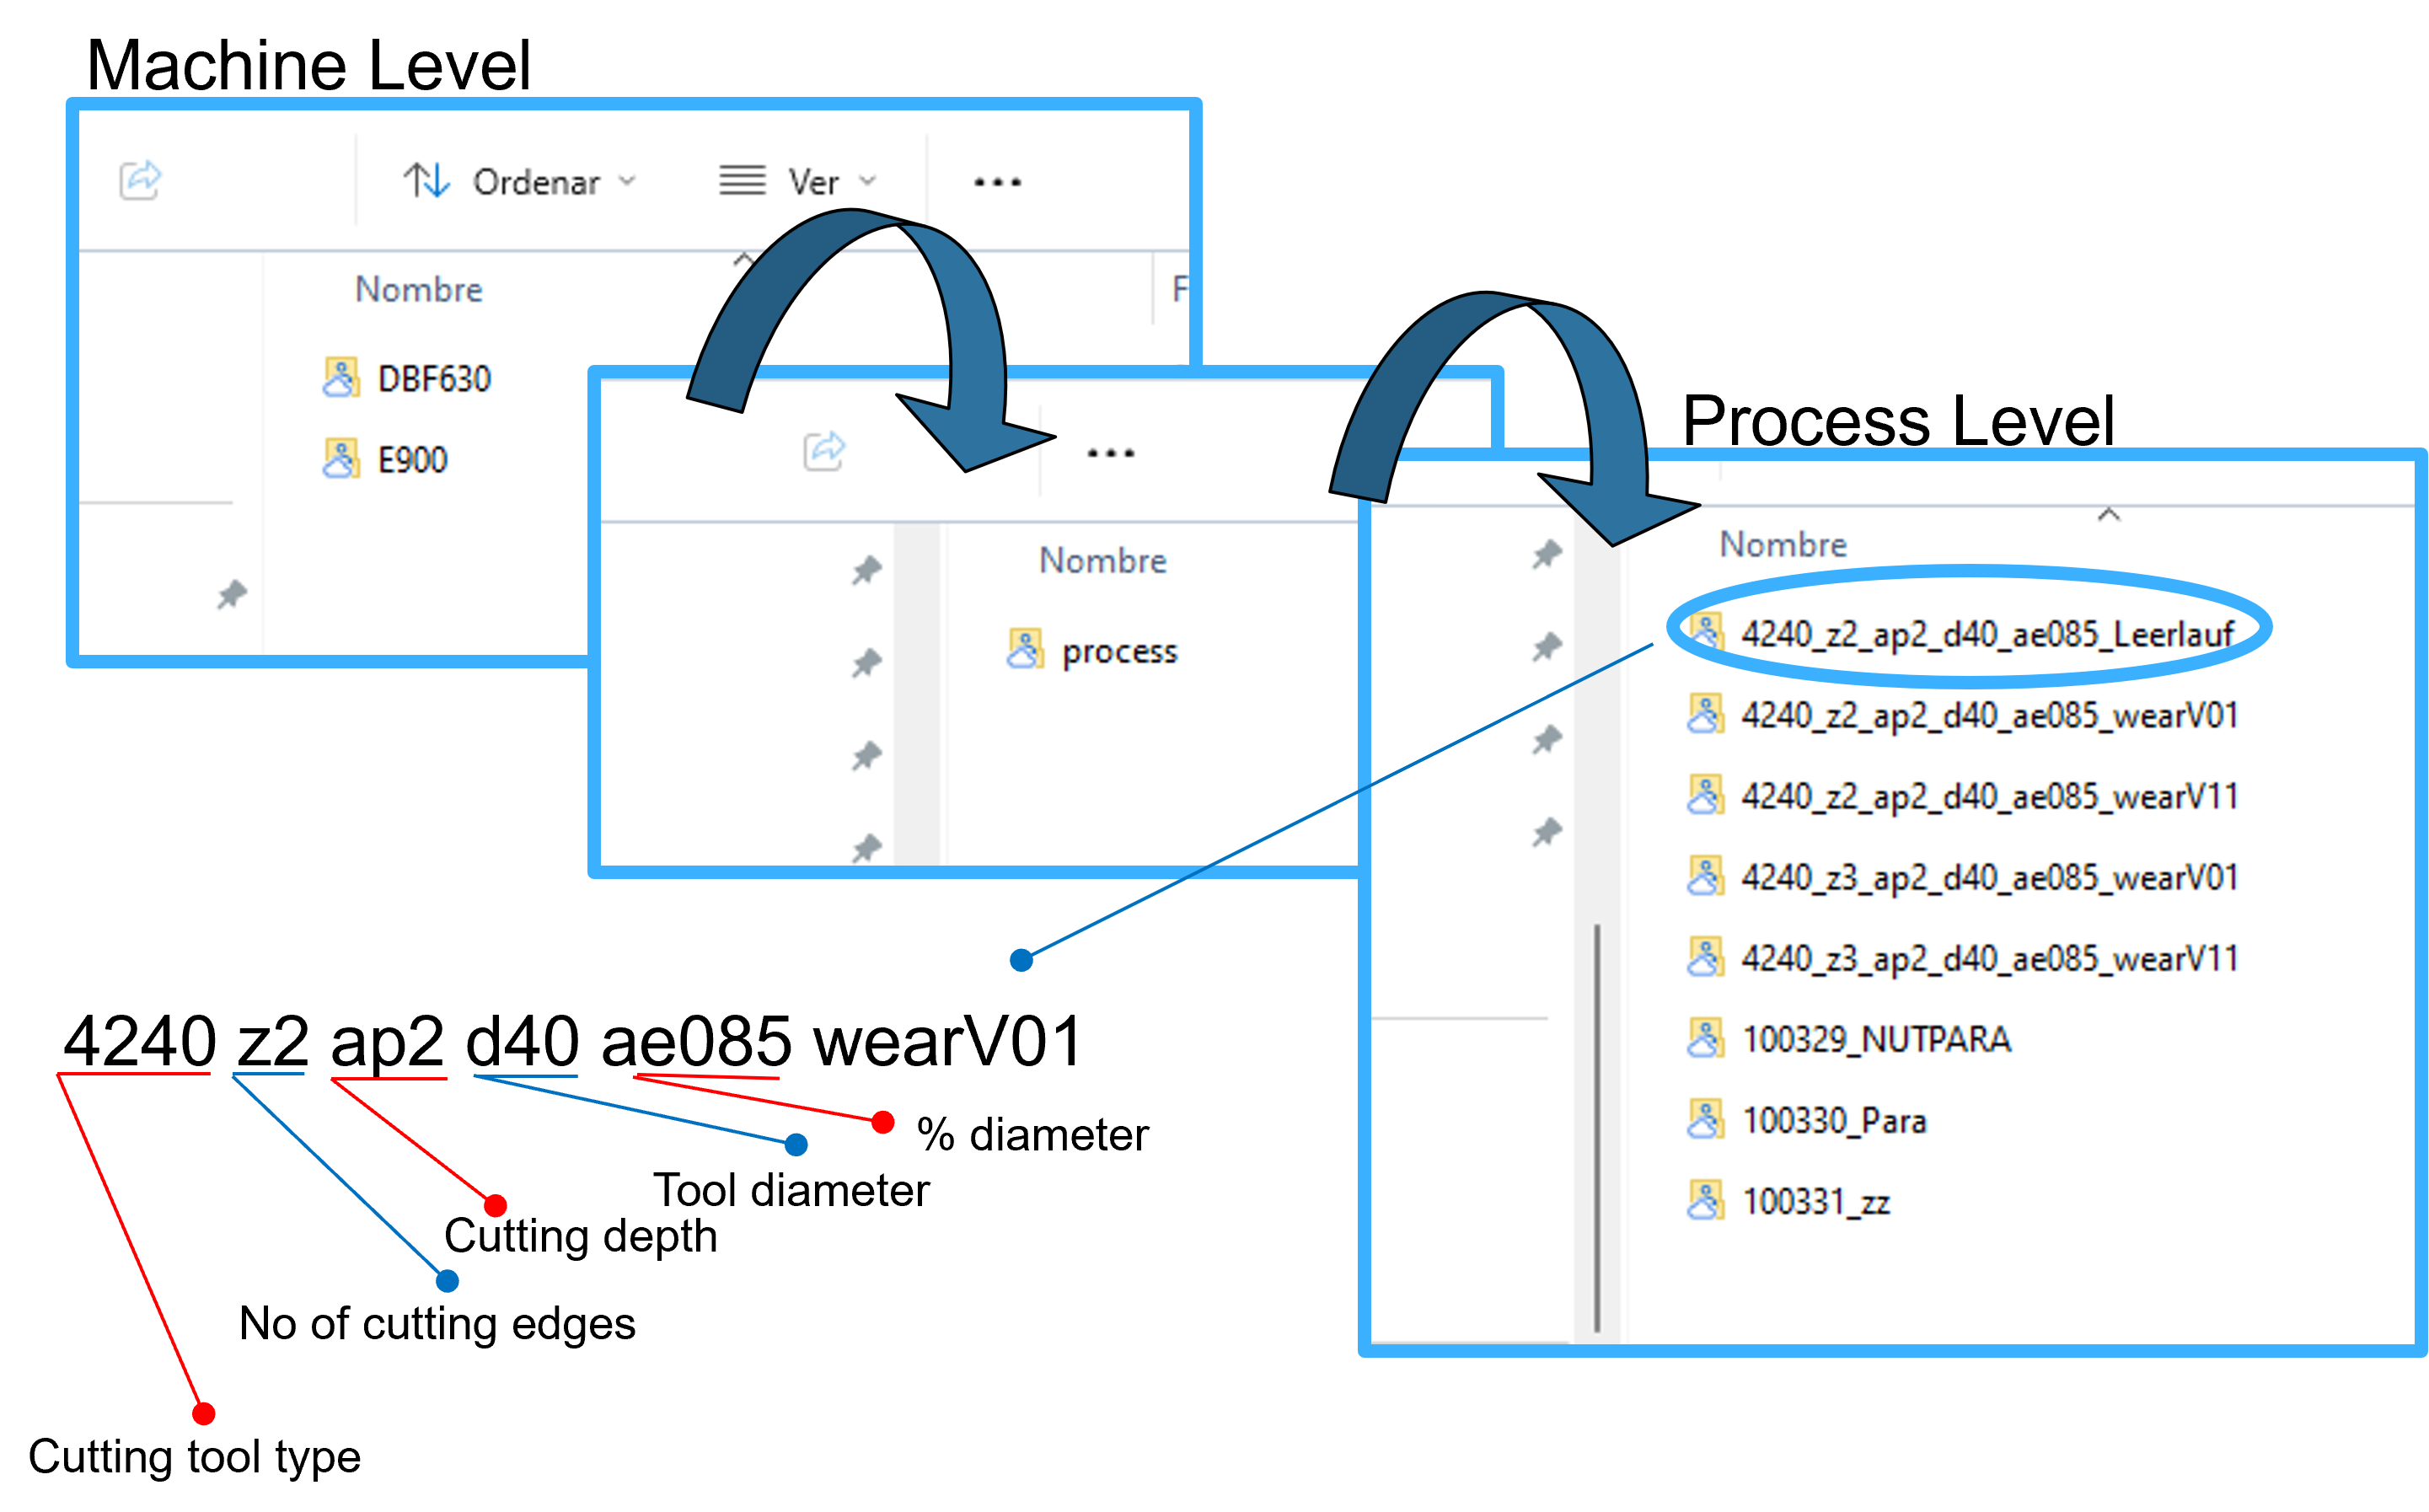 Machine Level
Ordenar
Ver
Nombre
F
DBF630
E900
Nombre
process
Process Level
Nombre
4240_z2_ap2_d40_ae085_Leerlauf
4240_z2_ap2_d40_ae085_wearV01
4240_z2_ap2_d40_ae085_wearV11
4240_z3_ap2_d40_ae085_wearV01
4240_z3_ap2_d40_ae085_wearV11
100329_NUTPARA
100330_Para
100331_zz
4240 z2 ap2 d40 ae085 wearV01
% diameter
Tool diameter
Cutting depth
No of cutting edges
Cutting tool type